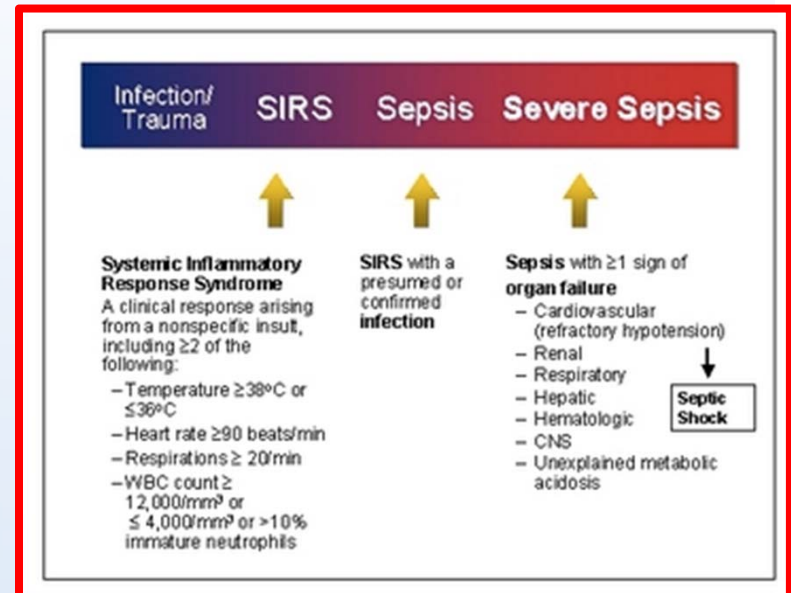 Infection/
Trauma
SIRS
Sepsis
Severe Sepsis
Systemic Inflammatory
Response Syndrome
A clinical response arising
from a nonspecific insult,
including ≥2 of the
following:
–Temperature ≥38ºC or
≤36ºC
–Heart rate ≥90 beats/min
–Respirations ≥ 20/min
–WBC count ≥
12,000/mm³ or
≤ 4,000/mm³ or >10%
immature neutrophils
SIRS with a
presumed or
confirmed
infection
Sepsis with ≥1 sign of
organ failure
– Cardiovascular
(refractory hypotension)
– Renal
– Respiratory
– Hepatic
– Hematologic
– CNS
– Unexplained metabolic
acidosis
Septic
Shock